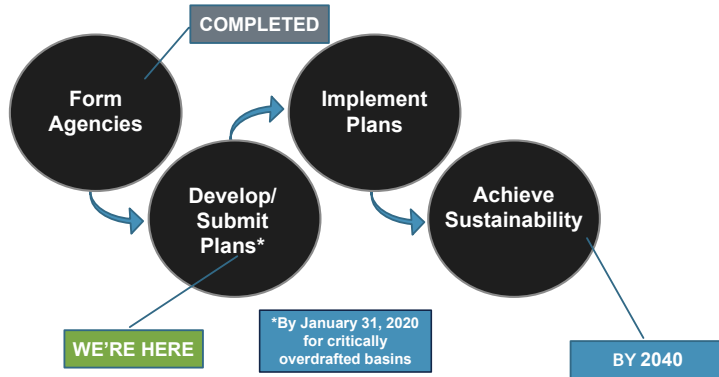 COMPLETED
Form
Agencies
Implement
Plans
Develop/
Submit
Plans*
Achieve
Sustainability
WE'RE HERE
*By January 31, 2020
for critically
overdrafted basins
BY 2040